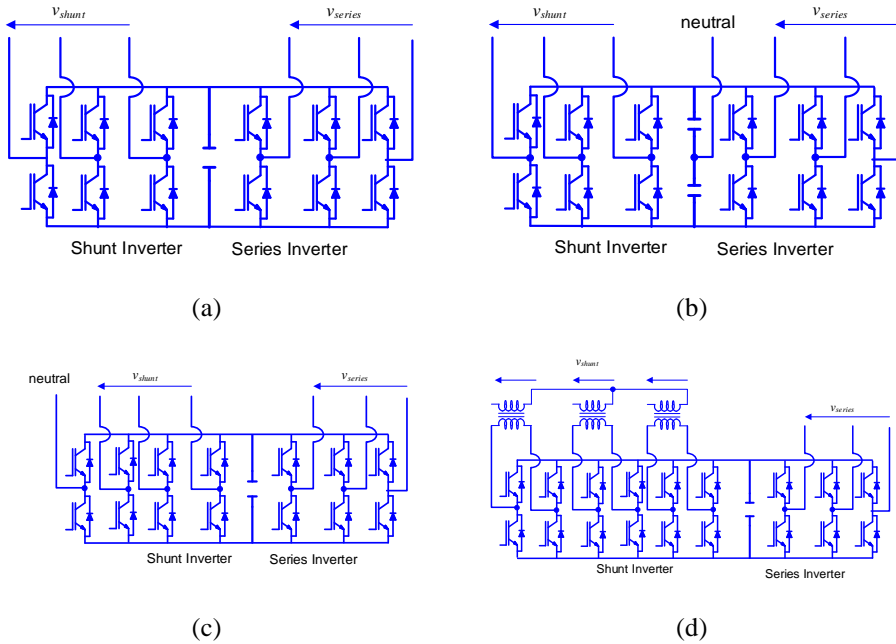 v_shunt
v_series
Shunt Inverter
Series Inverter
(a)
v_shunt
neutral
v_series
Shunt Inverter
Series Inverter
(b)
neutral
v_shunt
v_series
Shunt Inverter
Series Inverter
(c)
v_shunt
v_series
Shunt Inverter
Series Inverter
(d)